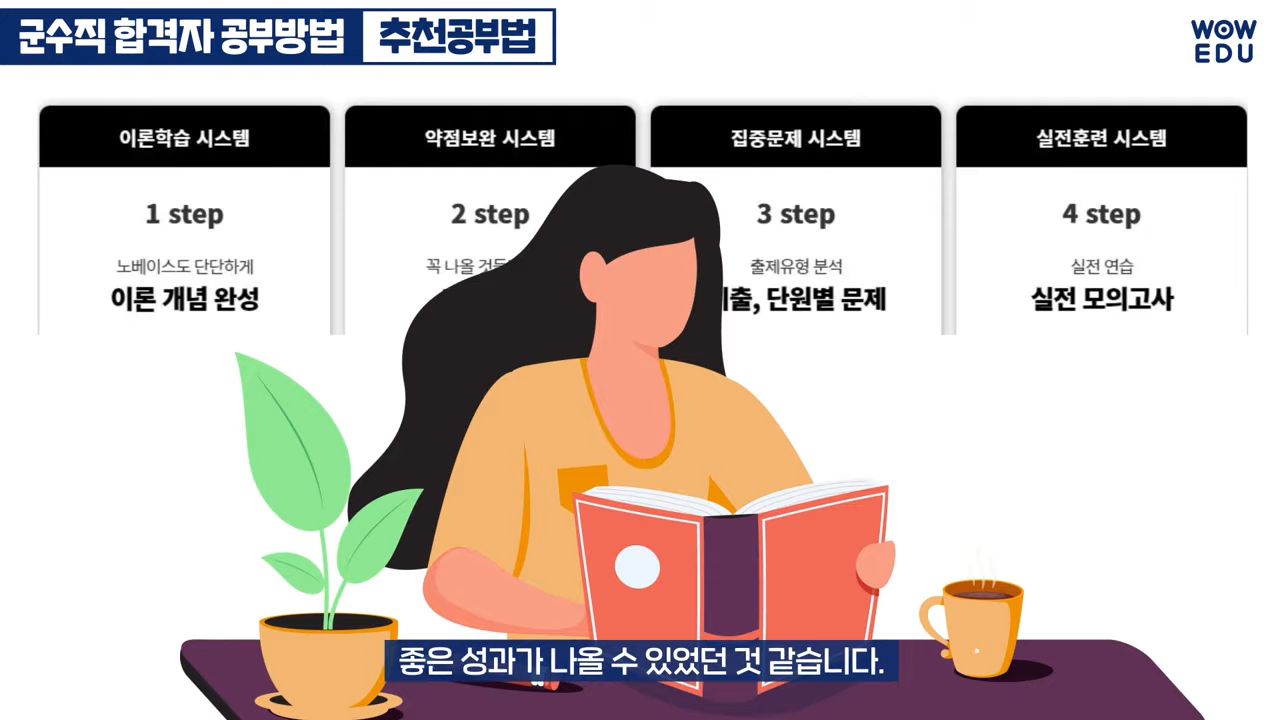 군수직 합격자 공부방법 추천공부법
WOW
EDU
이론학습 시스템
1 step
노베이스도 단단하게
이론 개념 완성
약점보완 시스템
2 step
꼭 나올
집중문제 시스템
3 step
출제유형 분석
단원별 문제
실전훈련 시스템
4 step
실전 연습
실전 모의고사
좋은 성과가 나올 수 있었던 것 같습니다.